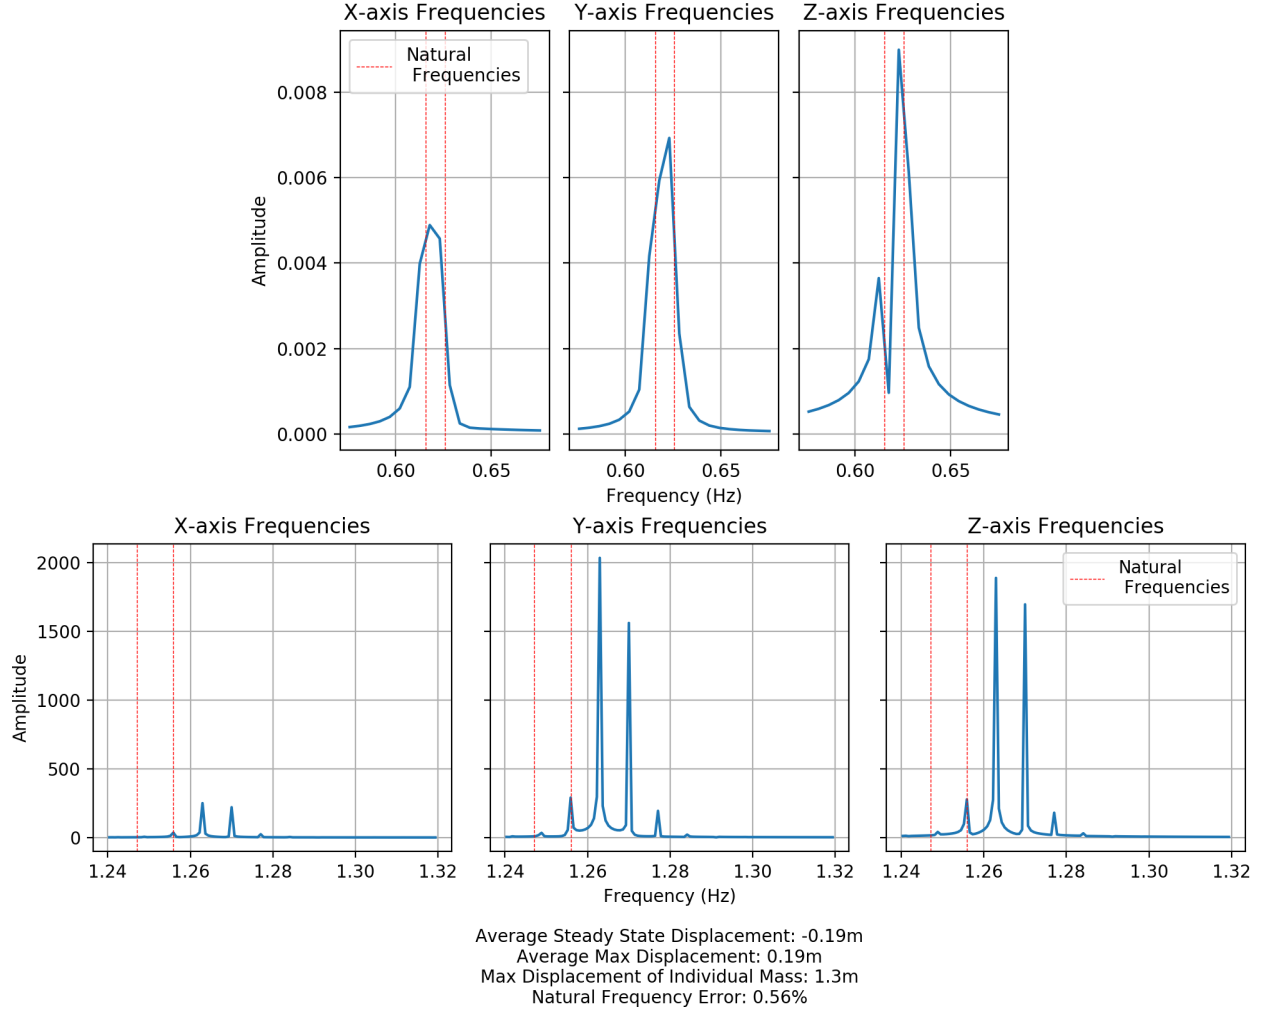 X-axis Frequencies
Y-axis Frequencies
Z-axis Frequencies
Natural
Frequencies
0.008
0.006
0.004
0.002
0.000
Amplitude
0.60 0.65
0.60 0.65
0.60 0.65
Frequency (Hz)
X-axis Frequencies
Y-axis Frequencies
Z-axis Frequencies
Natural
Frequencies
2000
1500
1000
500
0
Amplitude
1.24 1.26 1.28 1.30 1.32
1.24 1.26 1.28 1.30 1.32
1.24 1.26 1.28 1.30 1.32
Frequency (Hz)
Average Steady State Displacement: -0.19m
Average Max Displacement: 0.19m
Max Displacement of Individual Mass: 1.3m
Natural Frequency Error: 0.56%